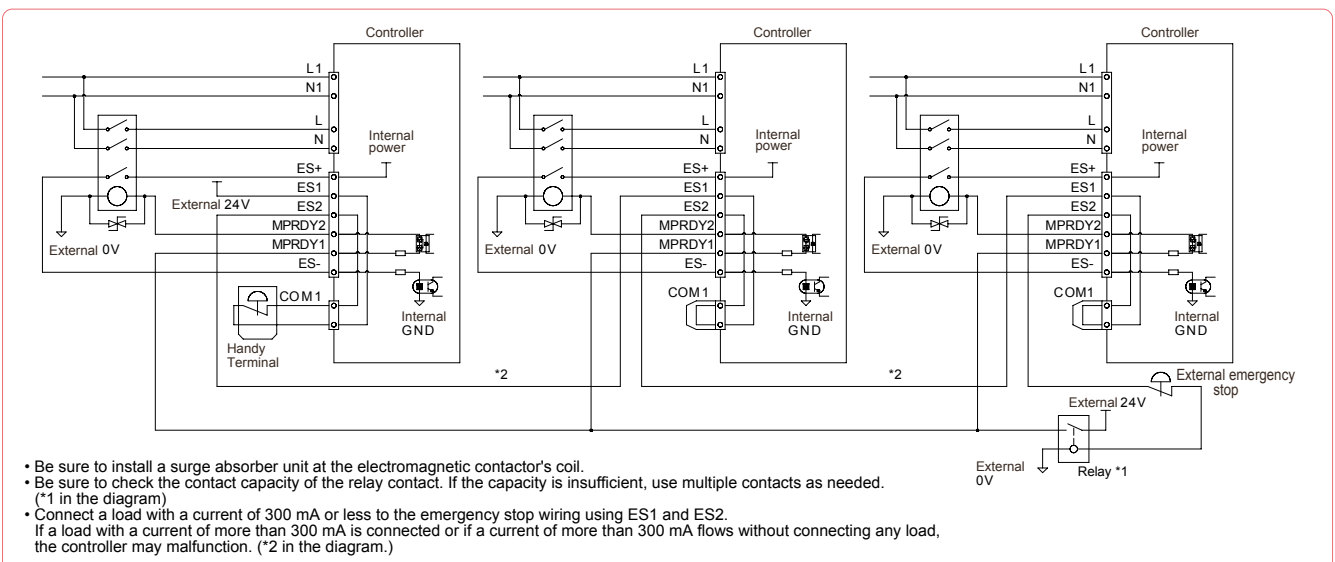 Controller
L1
N1
L
N
Internal
power
ES+
ES1
External 24V
ES2
MPRDY2
MPRDY1
External 0V
ES-
COM1
Internal
GND
Handy
Terminal
*2
Controller
L1
N1
L
N
Internal
power
ES+
ES1
ES2
MPRDY2
MPRDY1
External 0V
ES-
COM1
Internal
GND
*2
Controller
L1
N1
L
N
Internal
power
ES+
ES1
ES2
MPRDY2
MPRDY1
External 0V
ES-
COM1
Internal
GND
External emergency
stop
External 24V
External
0V
Relay *1
• Be sure to install a surge absorber unit at the electromagnetic contactor's coil.
• Be sure to check the contact capacity of the relay contact. If the capacity is insufficient, use multiple contacts as needed.
(*1 in the diagram)
• Connect a load with a current of 300 mA or less to the emergency stop wiring using ES1 and ES2.
If a load with a current of more than 300 mA is connected or if a current of more than 300 mA flows without connecting any load,
the controller may malfunction. (*2 in the diagram.)